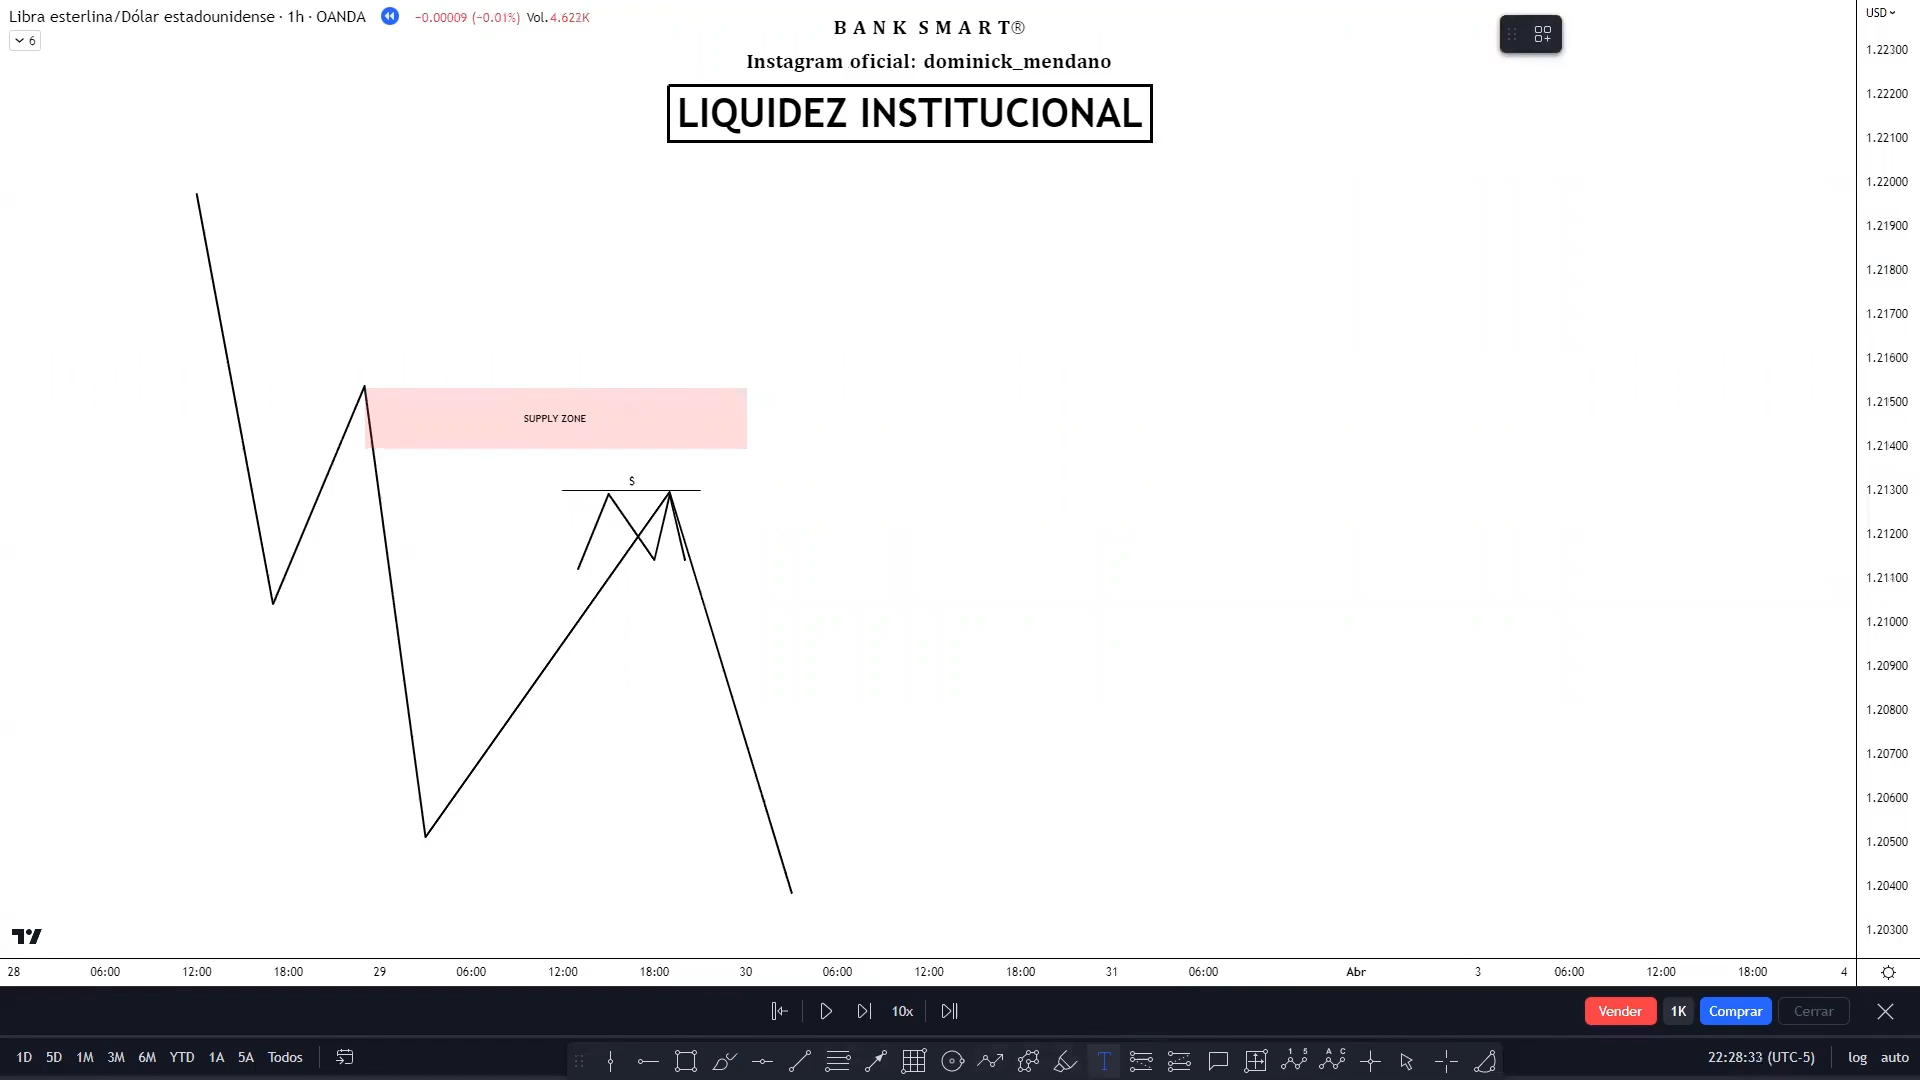 Libra esterlina/Dólar estadounidense · 1h · OANDA −0.00009 (−0.01%) Vol.4.622K
6
B A N K S M A R T®
Instagram oficial: dominick_mendano
LIQUIDEZ INSTITUCIONAL
SUPPLY ZONE
$
USD
1.22300
1.22200
1.22100
1.22000
1.21900
1.21800
1.21700
1.21600
1.21500
1.21400
1.21300
1.21200
1.21100
1.21000
1.20900
1.20800
1.20700
1.20600
1.20500
1.20400
1.20300
28 06:00 12:00 18:00 29 06:00 12:00 18:00 30 06:00 12:00 18:00 31 06:00 Abr 3 06:00 12:00 18:00 4
10x
Vender 1K Comprar Cerrar
1D 5D 1M 3M 6M YTD 1A 5A Todos
T
22:28:33 (UTC-5) log auto